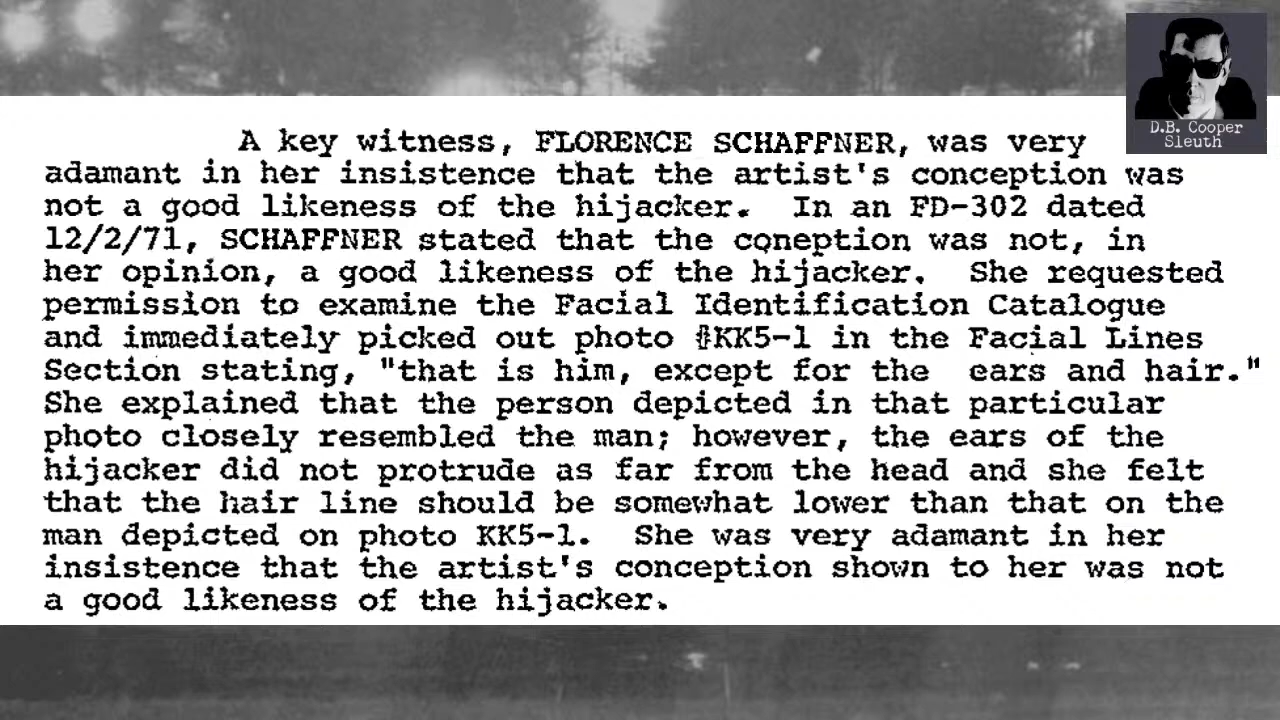 D.B. Cooper
Sleuth
A key witness, FLORENCE SCHAFFNER, was very
adamant in her insistence that the artist's conception was
not a good likeness of the hijacker. In an FD-302 dated
12/2/71, SCHAFFNER stated that the coneption was not, in
her opinion, a good likeness of the hijacker. She requested
permission to examine the Facial Identification Catalogue
and immediately picked out photo #KK5-1 in the Facial Lines
Section stating, "that is him, except for the ears and hair."
She explained that the person depicted in that particular
photo closely resembled the man; however, the ears of the
hijacker did not protrude as far from the head and she felt
that the hair line should be somewhat lower than that on the
man depicted on photo KK5-1. She was very adamant in her
insistence that the artist's conception shown to her was not
a good likeness of the hijacker.